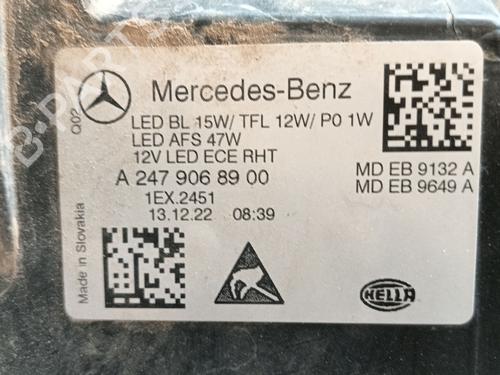 Mercedes-Benz
Q02
LED BL 15W/ TFL 12W/ P0 1W
LED AFS 47W
12V LED ECE RHT
A 247 906 89 00
1EX.2451
13.12.22 08:39
MD EB 9132 A
MD EB 9649 A
Made in Slovakia
HELLA
B-PARTS